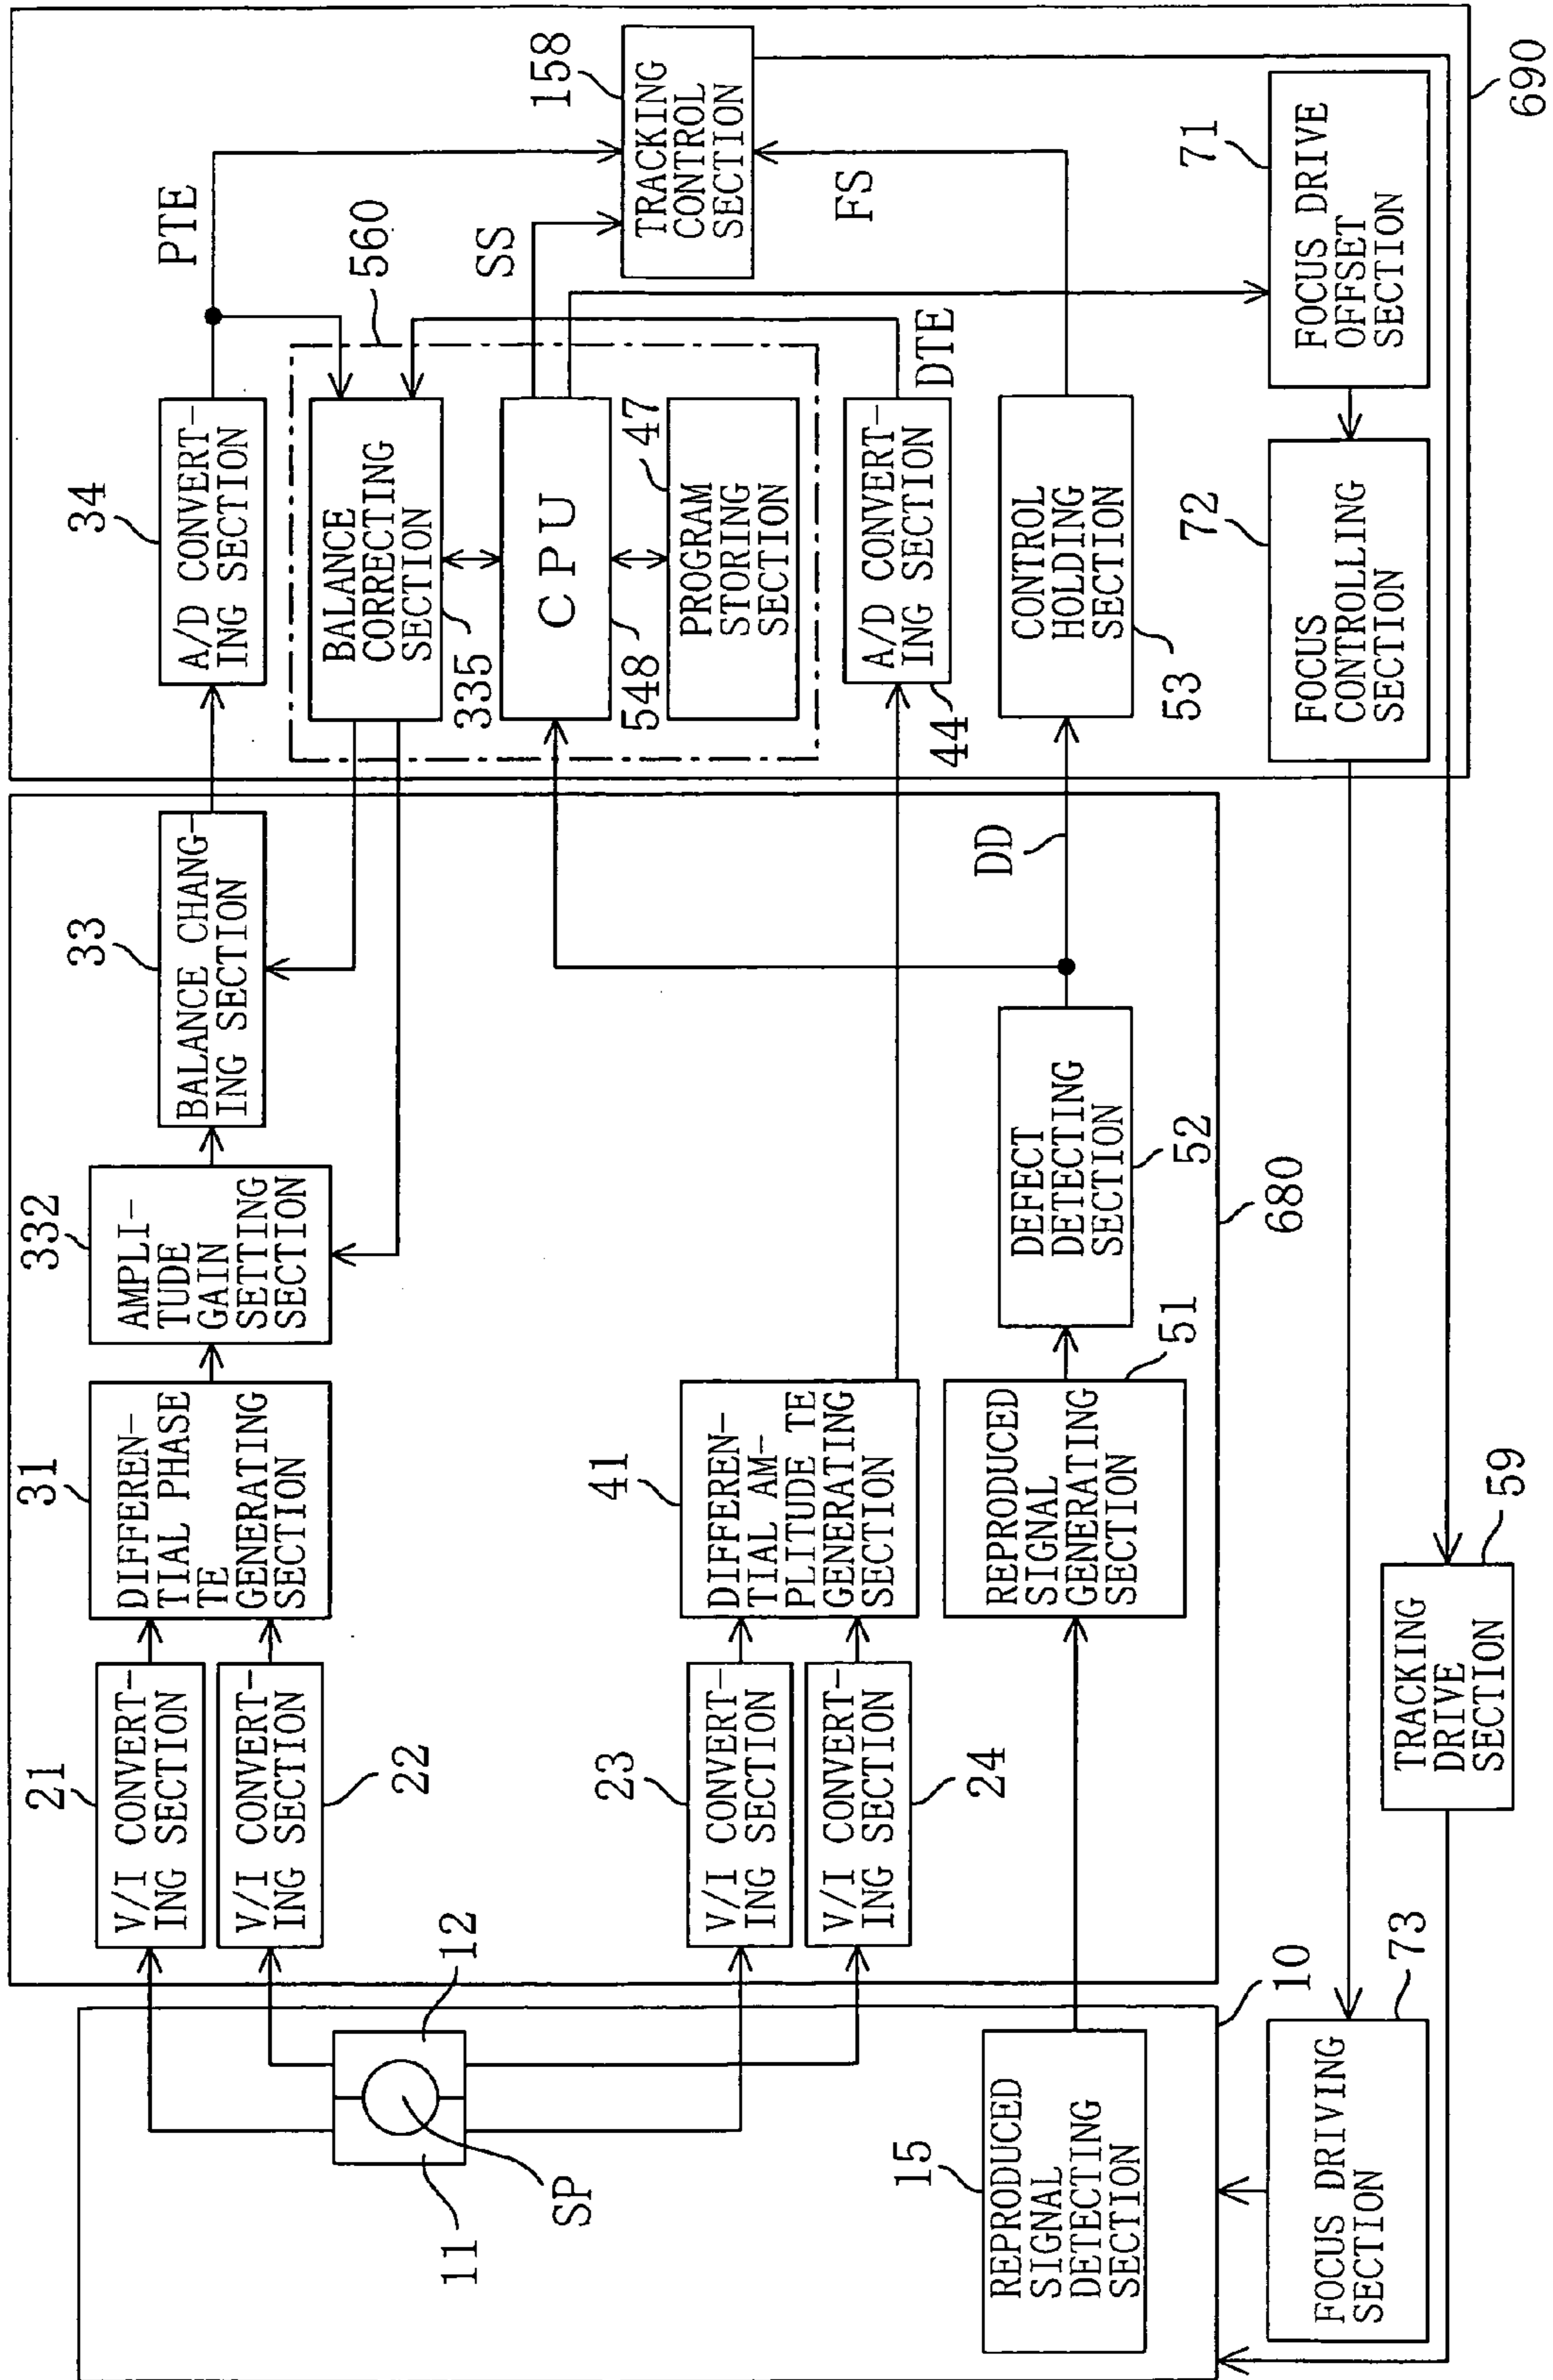 11
12
SP
10
15
REPRODUCED
SIGNAL
DETECTING
SECTION
73
FOCUS DRIVING
SECTION
21
V/I CONVERT-
ING SECTION
22
V/I CONVERT-
ING SECTION
23
V/I CONVERT-
ING SECTION
24
V/I CONVERT-
ING SECTION
59
TRACKING
DRIVE
SECTION
31
DIFFEREN-
TIAL PHASE
TE
GENERATING
SECTION
41
DIFFEREN-
TIAL AM-
PLITUDE TE
GENERATING
SECTION
51
REPRODUCED
SIGNAL
GENERATING
SECTION
332
AMPLI-
TUDE
GAIN
SETTING
SECTION
52
DEFECT
DETECTING
SECTION
680
33
BALANCE CHANG-
ING SECTION
DD
34
A/D CONVERT-
ING SECTION
PTE
560
BALANCE
CORRECTING
SECTION
335
CPU
548
47
PROGRAM
STORING
SECTION
44
A/D CONVERT-
ING SECTION
DTE
53
CONTROL
HOLDING
SECTION
SS
FS
158
TRACKING
CONTROL
SECTION
72
FOCUS
CONTROLLING
SECTION
71
FOCUS DRIVE
OFFSET
SECTION
690